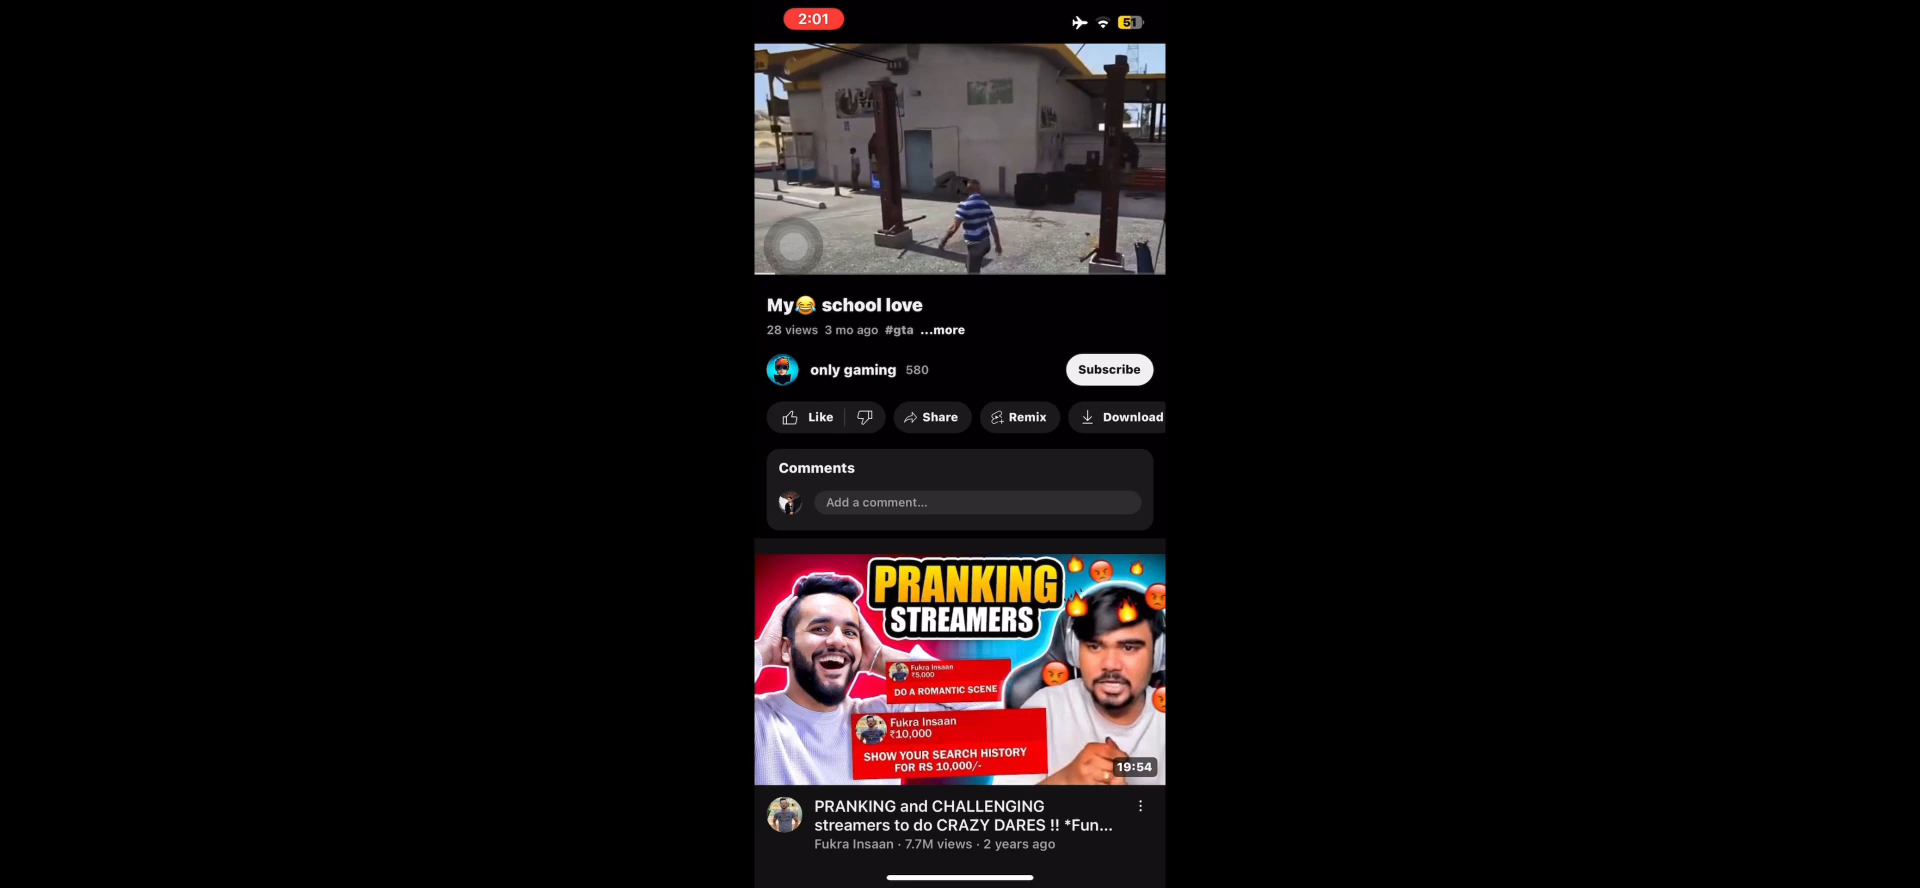 2:01
51
My😂 school love
28 views 3 mo ago #gta ...more
only gaming 580
Subscribe
Like
Share
Remix
Download
Comments
Add a comment...
PRANKING
STREAMERS
Fukra Insaan
₹5,000
DO A ROMANTIC SCENE
Fukra Insaan
₹10,000
SHOW YOUR SEARCH HISTORY
FOR RS 10,000/-
19:54
PRANKING and CHALLENGING
streamers to do CRAZY DARES !! *Fun...
Fukra Insaan · 7.7M views · 2 years ago